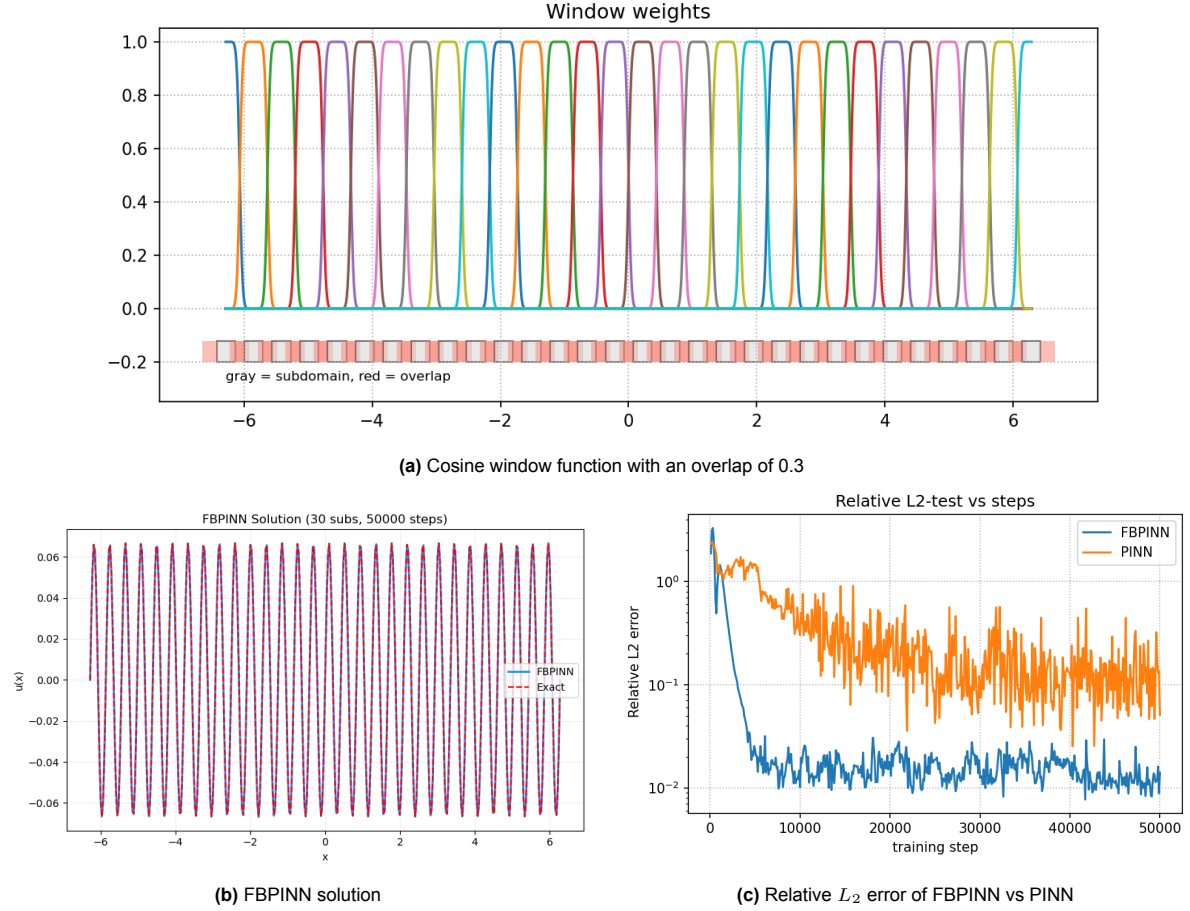 Window weights
1.0
0.8
0.6
0.4
0.2
0.0
−0.2
gray = subdomain, red = overlap
−6 −4 −2 0 2 4 6
(a) Cosine window function with an overlap of 0.3
FBPINN Solution (30 subs, 50000 steps)
0.06
0.04
0.02
0.00
−0.02
−0.04
−0.06
u(x)
FBPINN
Exact
−6 −4 −2 0 2 4 6
x
(b) FBPINN solution
Relative L2-test vs steps
FBPINN
PINN
10⁰
10⁻¹
10⁻²
Relative L2 error
0 10000 20000 30000 40000 50000
training step
(c) Relative L₂ error of FBPINN vs PINN